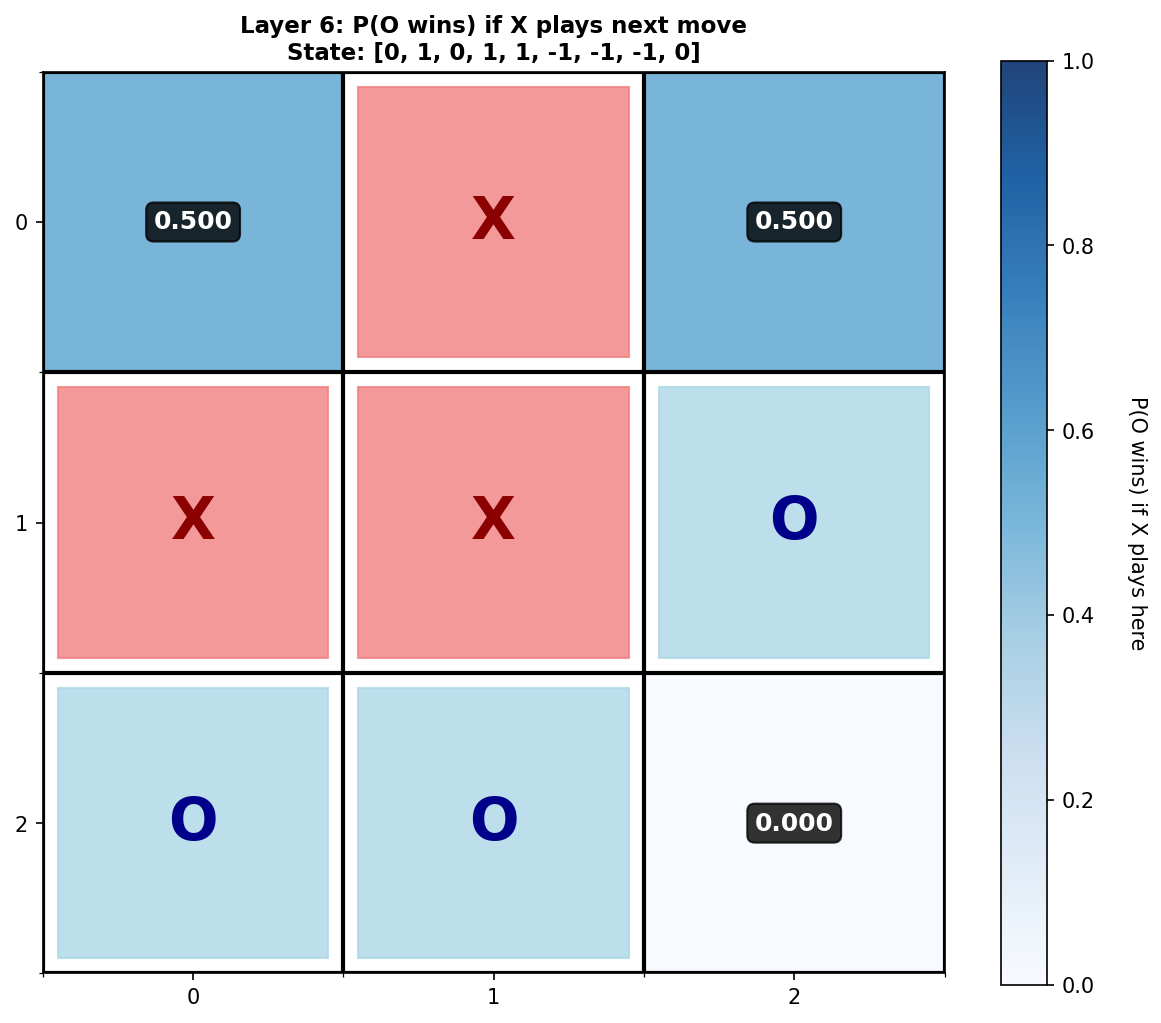 Layer 6: P(O wins) if X plays next move
State: [0, 1, 0, 1, 1, -1, -1, -1, 0]
0.500 X 0.500
X X O
O O 0.000
0
1
2
0 1 2
1.0
0.8
0.6
0.4
0.2
0.0
P(O wins) if X plays here